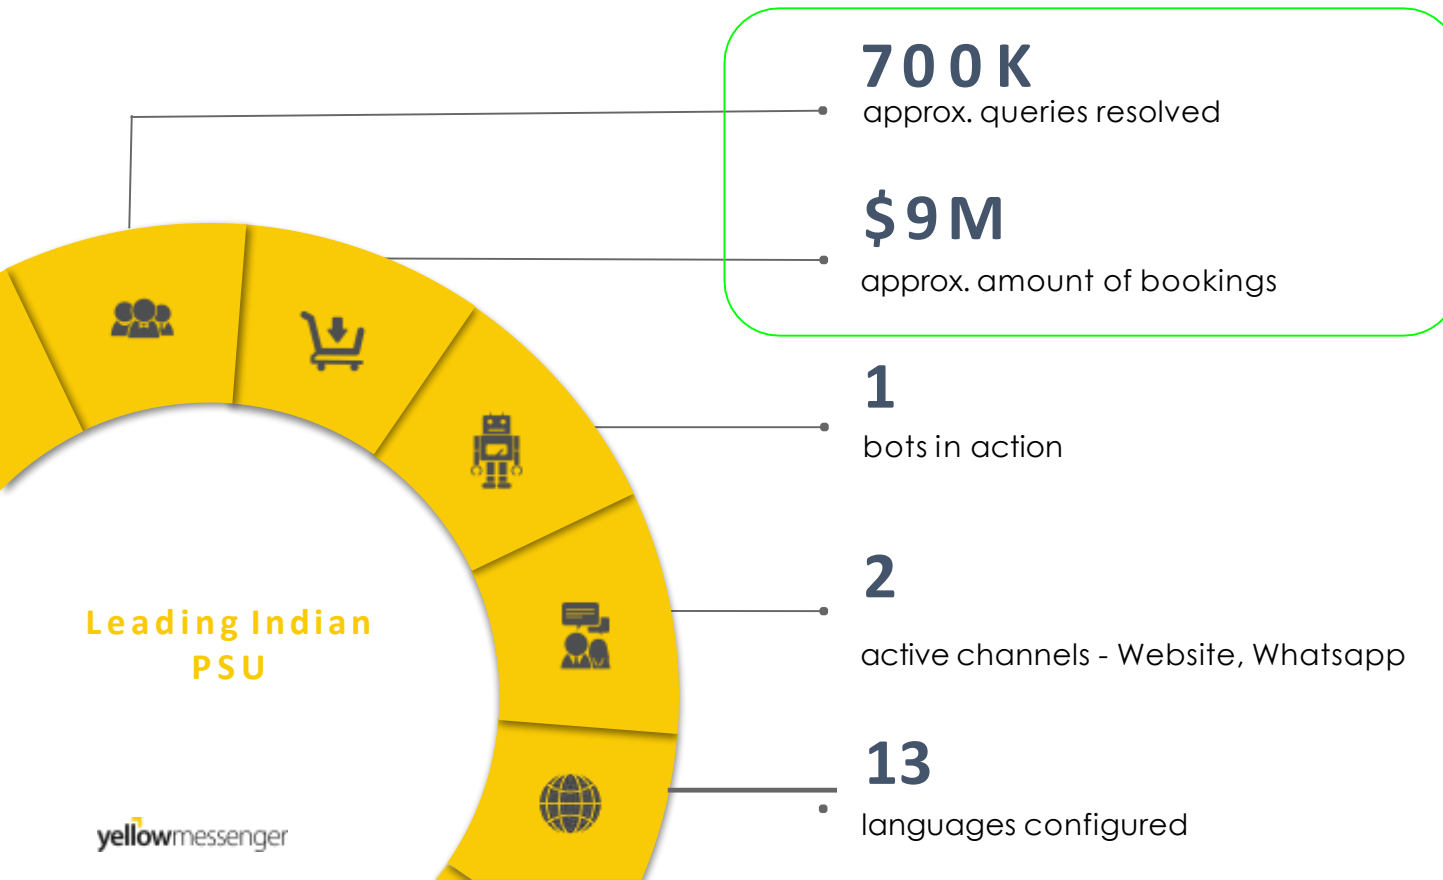 700K
approx. queries resolved
$9M
approx. amount of bookings
1
bots in action
2
active channels - Website, Whatsapp
13
languages configured
Leading Indian
PSU
yellowmessenger